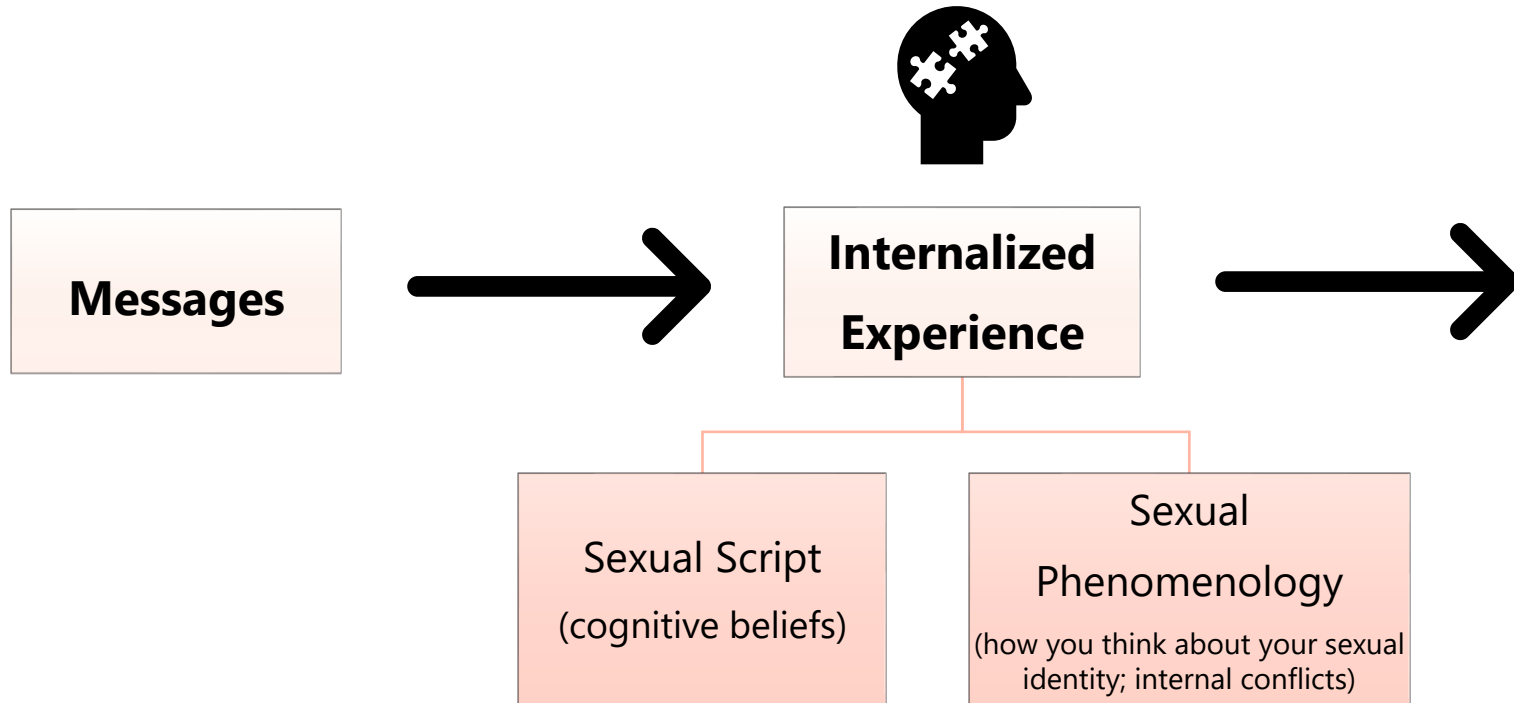 Messages
Internalized
Experience
Sexual Script
(cognitive beliefs)
Sexual
Phenomenology
(how you think about your sexual
identity; internal conflicts)